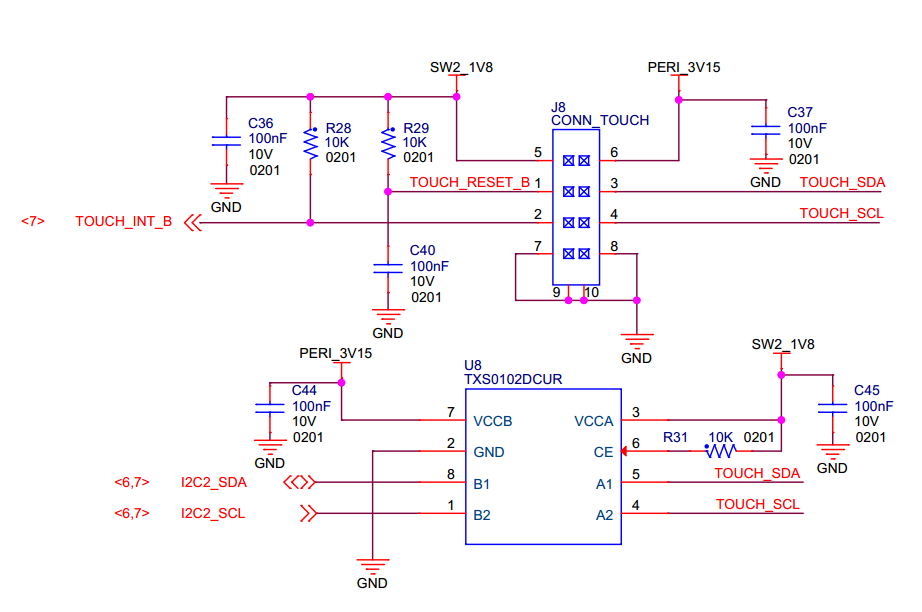 SW2_1V8
PERI_3V15
J8
CONN_TOUCH
C36
100nF
10V
0201
R28
10K
0201
R29
10K
0201
C37
100nF
10V
0201
5
6
GND
TOUCH_RESET_B
1
3
TOUCH_SDA
GND
<7>
TOUCH_INT_B
2
4
TOUCH_SCL
7
8
C40
100nF
10V
0201
9
10
GND
GND
PERI_3V15
SW2_1V8
U8
TXS0102DCUR
C44
100nF
10V
0201
C45
100nF
10V
0201
7
VCCB
VCCA
3
R31
10K
0201
2
GND
CE
6
GND
GND
<6,7>
I2C2_SDA
8
B1
A1
5
TOUCH_SDA
<6,7>
I2C2_SCL
1
B2
A2
4
TOUCH_SCL
GND